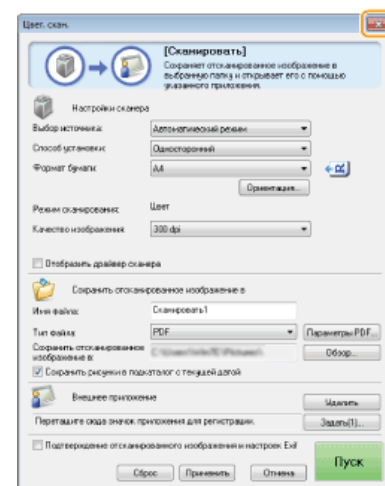 Цвет. скан.
[Сканировать]
Сохраняет отсканированное изображение в
выбранную папку и открывает его с помощью
указанного приложения.
Настройки сканера
Выбор источника:
Автоматический режим
Способ установки:
Односторонний
Формат бумаги:
A4
Ориентация...
Режим сканирования:
Цвет
Качество изображения:
300 dpi
Отобразить драйвер сканера
Сохранить отсканированное изображение в
Имя файла:
Сканировать1
Тип файла:
PDF
Параметры PDF...
Сохранить отсканированное
изображение в:
Обзор...
Сохранить рисунки в подкаталог с текущей датой
Внешнее приложение
Удалить
Перетащите сюда значок приложения для регистрации.
Задать(1)...
Подтверждение отсканированного изображения и настроек Exif
Сброс
Применить
Отмена
Пуск